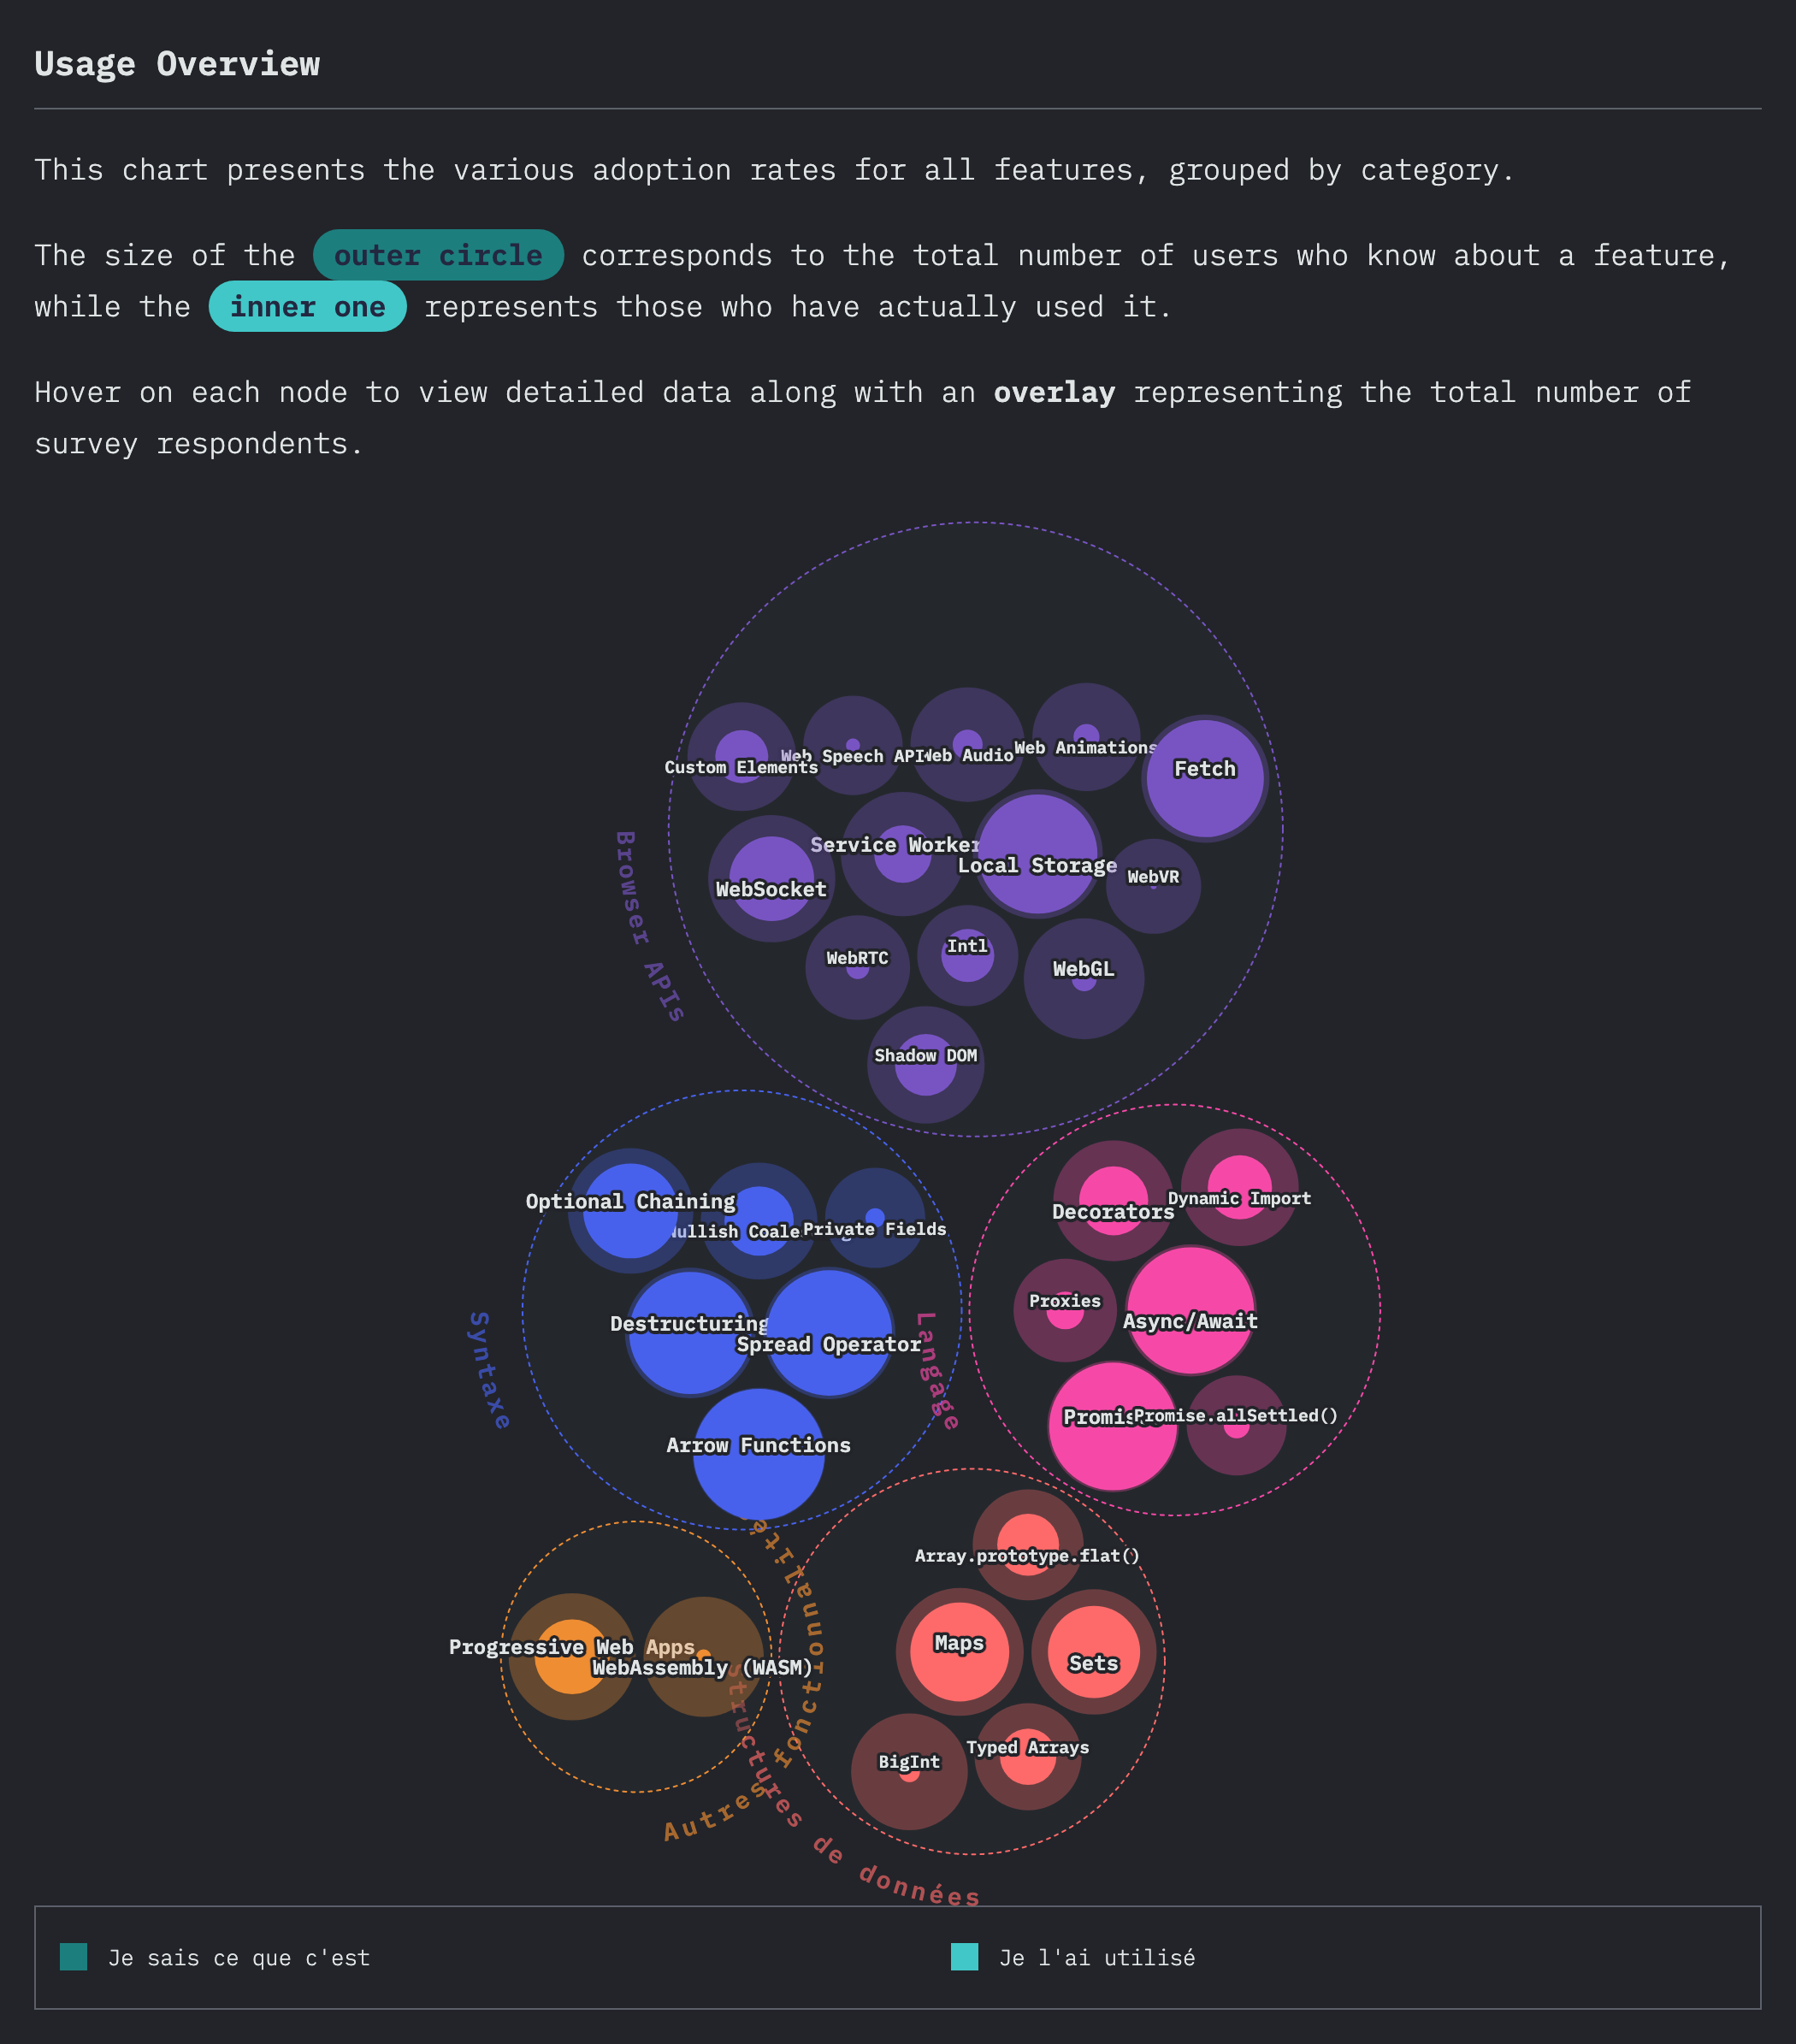 Usage Overview
This chart presents the various adoption rates for all features, grouped by category.
The size of the outer circle corresponds to the total number of users who know about a feature,
while the inner one represents those who have actually used it.
Hover on each node to view detailed data along with an overlay representing the total number of
survey respondents.
Browser APIs
Custom Elements
Web Speech API
Web Audio
Web Animations
Fetch
WebSocket
Service Worker
Local Storage
WebVR
WebRTC
Intl
WebGL
Shadow DOM
Syntaxe
Optional Chaining
Nullish
Private Fields
Destructuring
Spread Operator
Arrow Functions
Langage
Decorators
Dynamic Import
Proxies
Async/Await
Promise.allSettled()
Autres
Progressive Web Apps
WebAssembly (WASM)
Structures de données
Array.prototype.flat()
Maps
Sets
BigInt
Typed Arrays
Je sais ce que c'est
Je l'ai utilisé